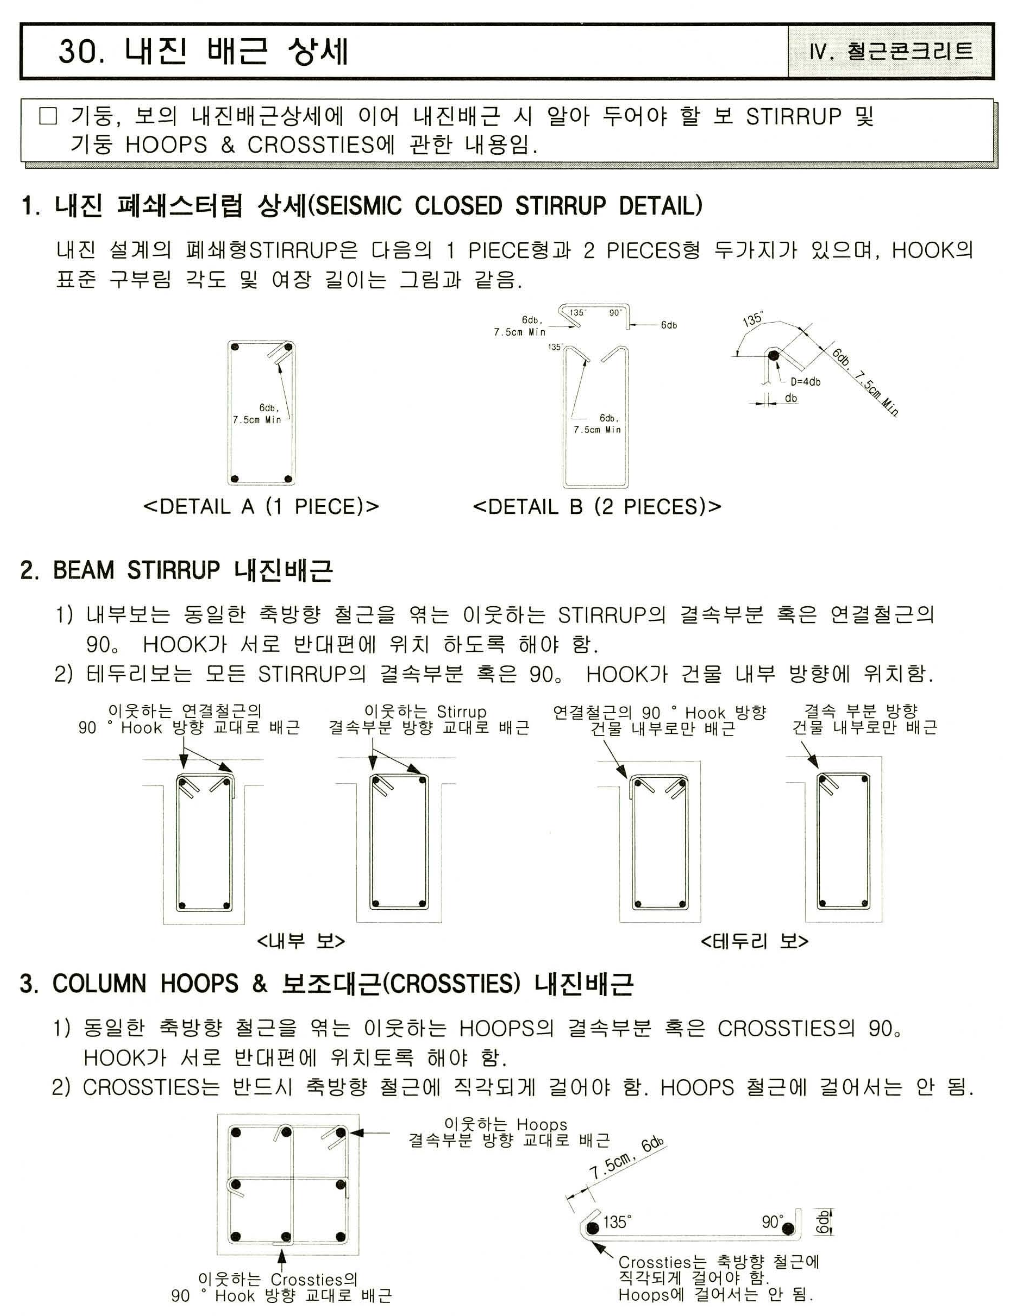 30. 내진 배근 상세
Ⅳ. 철근콘크리트
□ 기둥, 보의 내진배근상세에 이어 내진배근 시 알아 두어야 할 보 STIRRUP 및
기둥 HOOPS & CROSSTIES에 관한 내용임.
1. 내진 폐쇄스터럽 상세(SEISMIC CLOSED STIRRUP DETAIL)
내진 설계의 폐쇄형STIRRUP은 다음의 1 PIECE형과 2 PIECES형 두가지가 있으며, HOOK의
표준 구부림 각도 및 여장 길이는 그림과 같음.
6db,
7.5cm Min
135°
90°
6db
135°
6db,
7.5cm Min
6db,
7.5cm Min
135°
6db, 7.5cm Min
D=4db
db
<DETAIL A (1 PIECE)>
<DETAIL B (2 PIECES)>
2. BEAM STIRRUP 내진배근
1) 내부보는 동일한 축방향 철근을 엮는 이웃하는 STIRRUP의 결속부분 혹은 연결철근의
90。 HOOK가 서로 반대편에 위치 하도록 해야 함.
2) 테두리보는 모든 STIRRUP의 결속부분 혹은 90。 HOOK가 건물 내부 방향에 위치함.
이웃하는 연결철근의
90 ° Hook 방향 교대로 배근
이웃하는 Stirrup
결속부분 방향 교대로 배근
연결철근의 90 ° Hook 방향
건물 내부로만 배근
결속 부분 방향
건물 내부로만 배근
<내부 보>
<테두리 보>
3. COLUMN HOOPS & 보조대근(CROSSTIES) 내진배근
1) 동일한 축방향 철근을 엮는 이웃하는 HOOPS의 결속부분 혹은 CROSSTIES의 90。
HOOK가 서로 반대편에 위치토록 해야 함.
2) CROSSTIES는 반드시 축방향 철근에 직각되게 걸어야 함. HOOPS 철근에 걸어서는 안 됨.
이웃하는 Hoops
결속부분 방향 교대로 배근
7.5cm, 6db
135°
90°
6db
Crossties는 축방향 철근에
직각되게 걸어야 함.
Hoops에 걸어서는 안 됨.
이웃하는 Crossties의
90 ° Hook 방향 교대로 배근